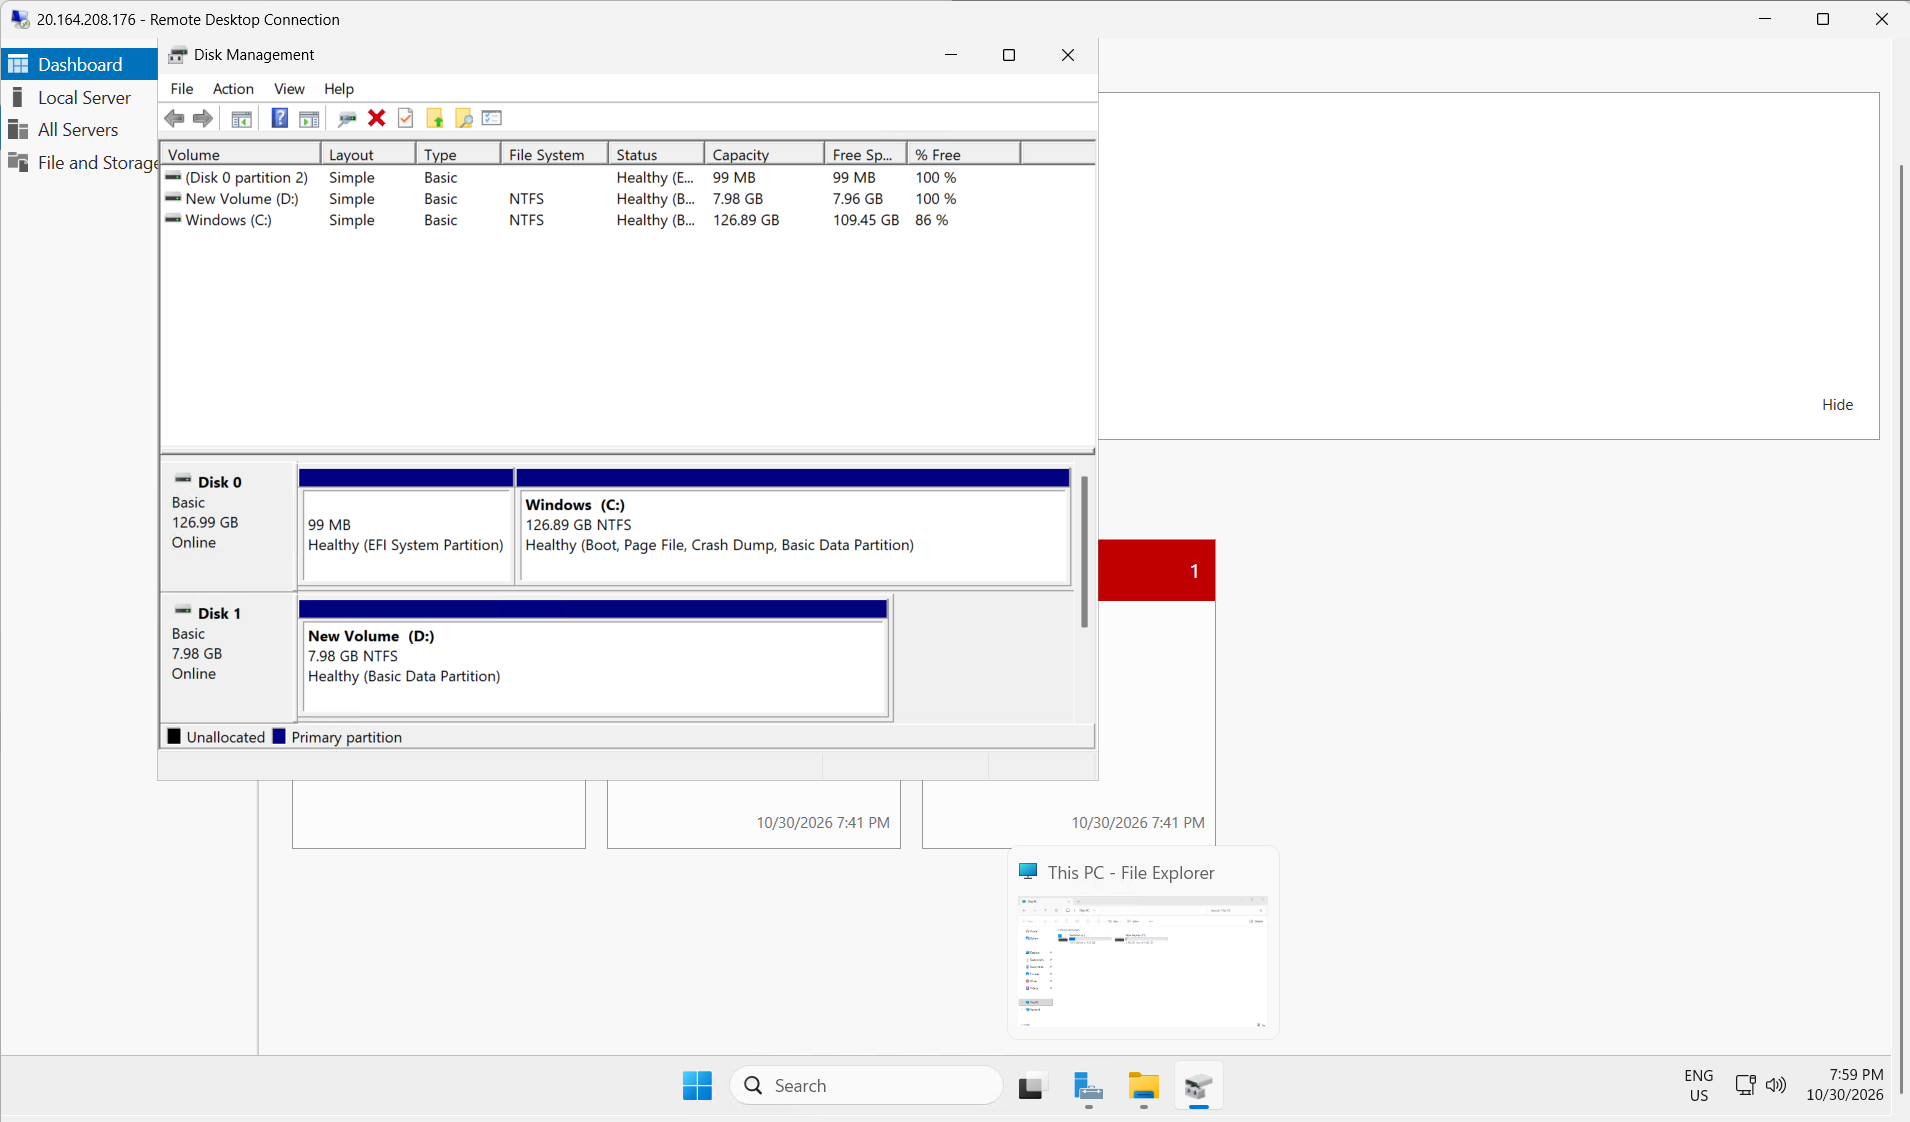 20.164.208.176 - Remote Desktop Connection
Dashboard
Local Server
All Servers
File and Storage
Disk Management
File Action View Help
Volume Layout Type File System Status Capacity Free Sp... % Free
(Disk 0 partition 2) Simple Basic Healthy (E... 99 MB 99 MB 100 %
New Volume (D:) Simple Basic NTFS Healthy (B... 7.98 GB 7.96 GB 100 %
Windows (C:) Simple Basic NTFS Healthy (B... 126.89 GB 109.45 GB 86 %
Hide
Disk 0
Basic
126.99 GB
Online
99 MB
Healthy (EFI System Partition)
Windows (C:)
126.89 GB NTFS
Healthy (Boot, Page File, Crash Dump, Basic Data Partition)
1
Disk 1
Basic
7.98 GB
Online
New Volume (D:)
7.98 GB NTFS
Healthy (Basic Data Partition)
Unallocated Primary partition
10/30/2026 7:41 PM
10/30/2026 7:41 PM
This PC - File Explorer
Search
ENG
US
7:59 PM
10/30/2026